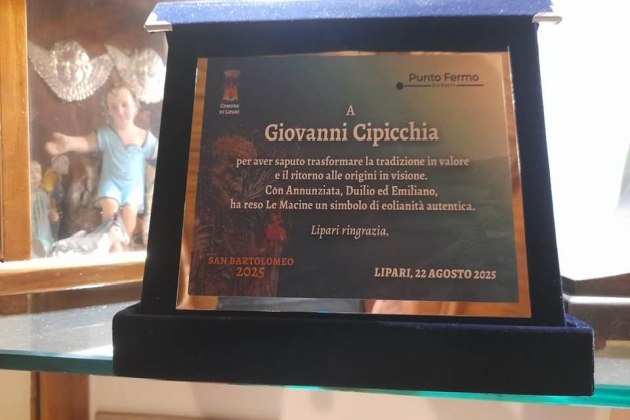 Comune
di Lipari
Punto Fermo
A
Giovanni Cipicchia
per aver saputo trasformare la tradizione in valore
e il ritorno alle origini in visione.
Con Annunziata, Duilio ed Emiliano,
ha reso Le Macine un simbolo di eolianità autentica.
Lipari ringrazia.
SAN BARTOLOMEO
2025
LIPARI, 22 AGOSTO 2025